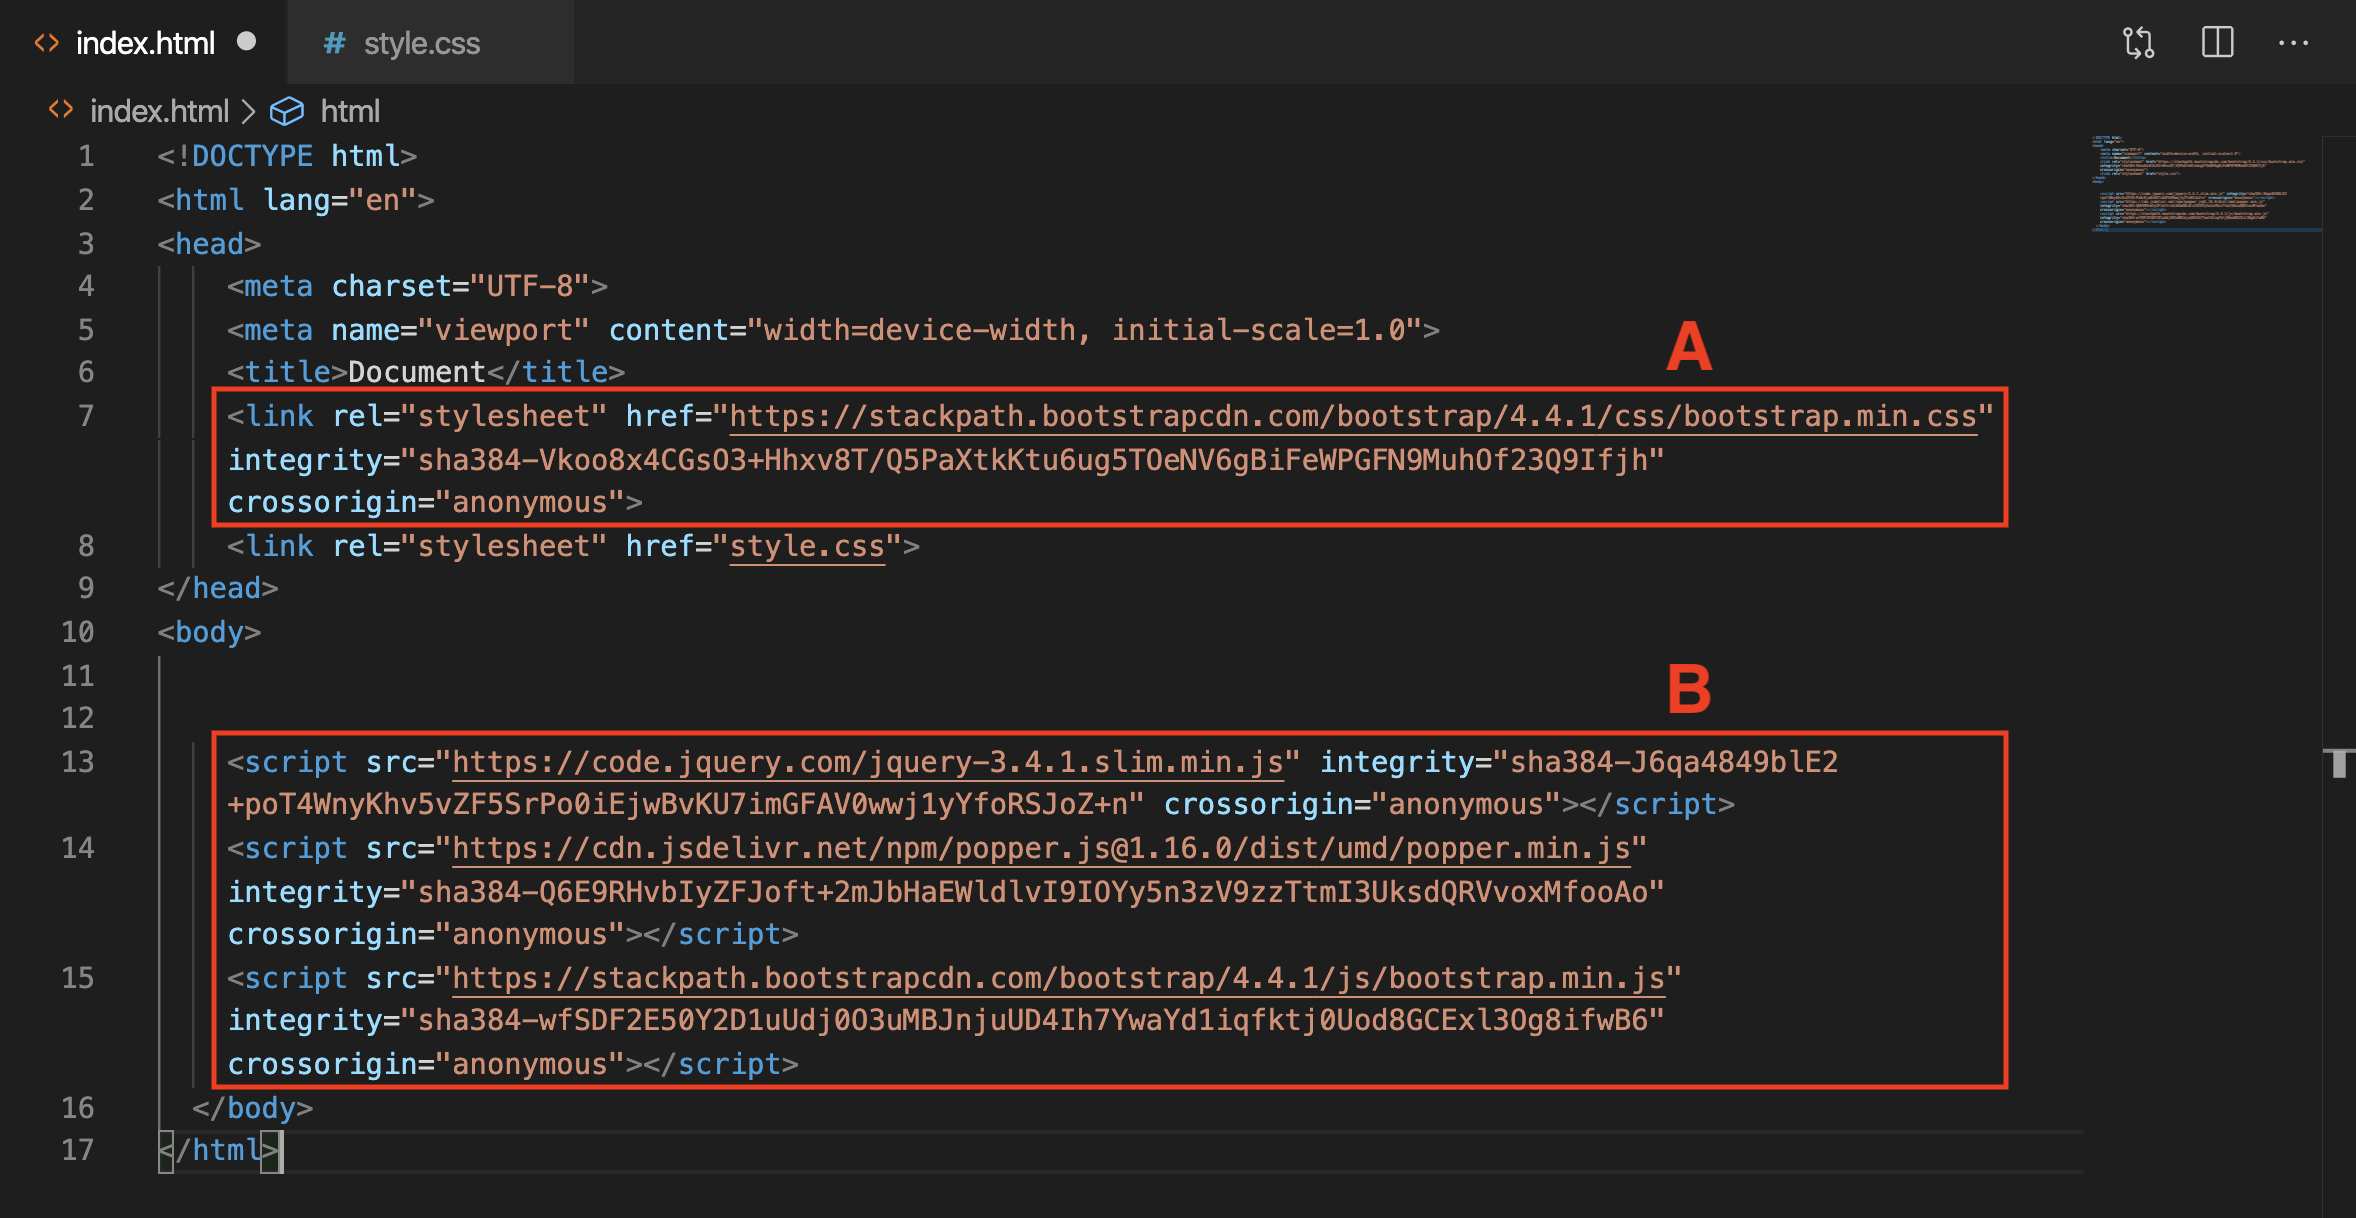 index.html
# style.css
index.html > html
1 <!DOCTYPE html>
2 <html lang="en">
3 <head>
4 <meta charset="UTF-8">
5 <meta name="viewport" content="width=device-width, initial-scale=1.0">
A
6 <title>Document</title>
7 <link rel="stylesheet" href="https://stackpath.bootstrapcdn.com/bootstrap/4.4.1/css/bootstrap.min.css"
integrity="sha384-Vkoo8x4CGsO3+Hhxv8T/Q5PaXtkKtu6ug5TOeNV6gBiFeWPGFN9MuhOf23Q9Ifjh"
crossorigin="anonymous">
8 <link rel="stylesheet" href="style.css">
9 </head>
10 <body>
11
B
12
13 <script src="https://code.jquery.com/jquery-3.4.1.slim.min.js" integrity="sha384-J6qa4849blE2
+poT4WnyKhv5vZF5SrPo0iEjwBvKU7imGFAV0wwj1yYfoRSJoZ+n" crossorigin="anonymous"></script>
14 <script src="https://cdn.jsdelivr.net/npm/popper.js@1.16.0/dist/umd/popper.min.js"
integrity="sha384-Q6E9RHvbIyZFJoft+2mJbHaEWldlvI9IOYy5n3zV9zzTtmI3UksdQRVvoxMfooAo"
crossorigin="anonymous"></script>
15 <script src="https://stackpath.bootstrapcdn.com/bootstrap/4.4.1/js/bootstrap.min.js"
integrity="sha384-wfSDF2E50Y2D1uUdj0O3uMBJnjuUD4Ih7YwaYd1iqfktj0Uod8GCExl3Og8ifwB6"
crossorigin="anonymous"></script>
16 </body>
17 </html>